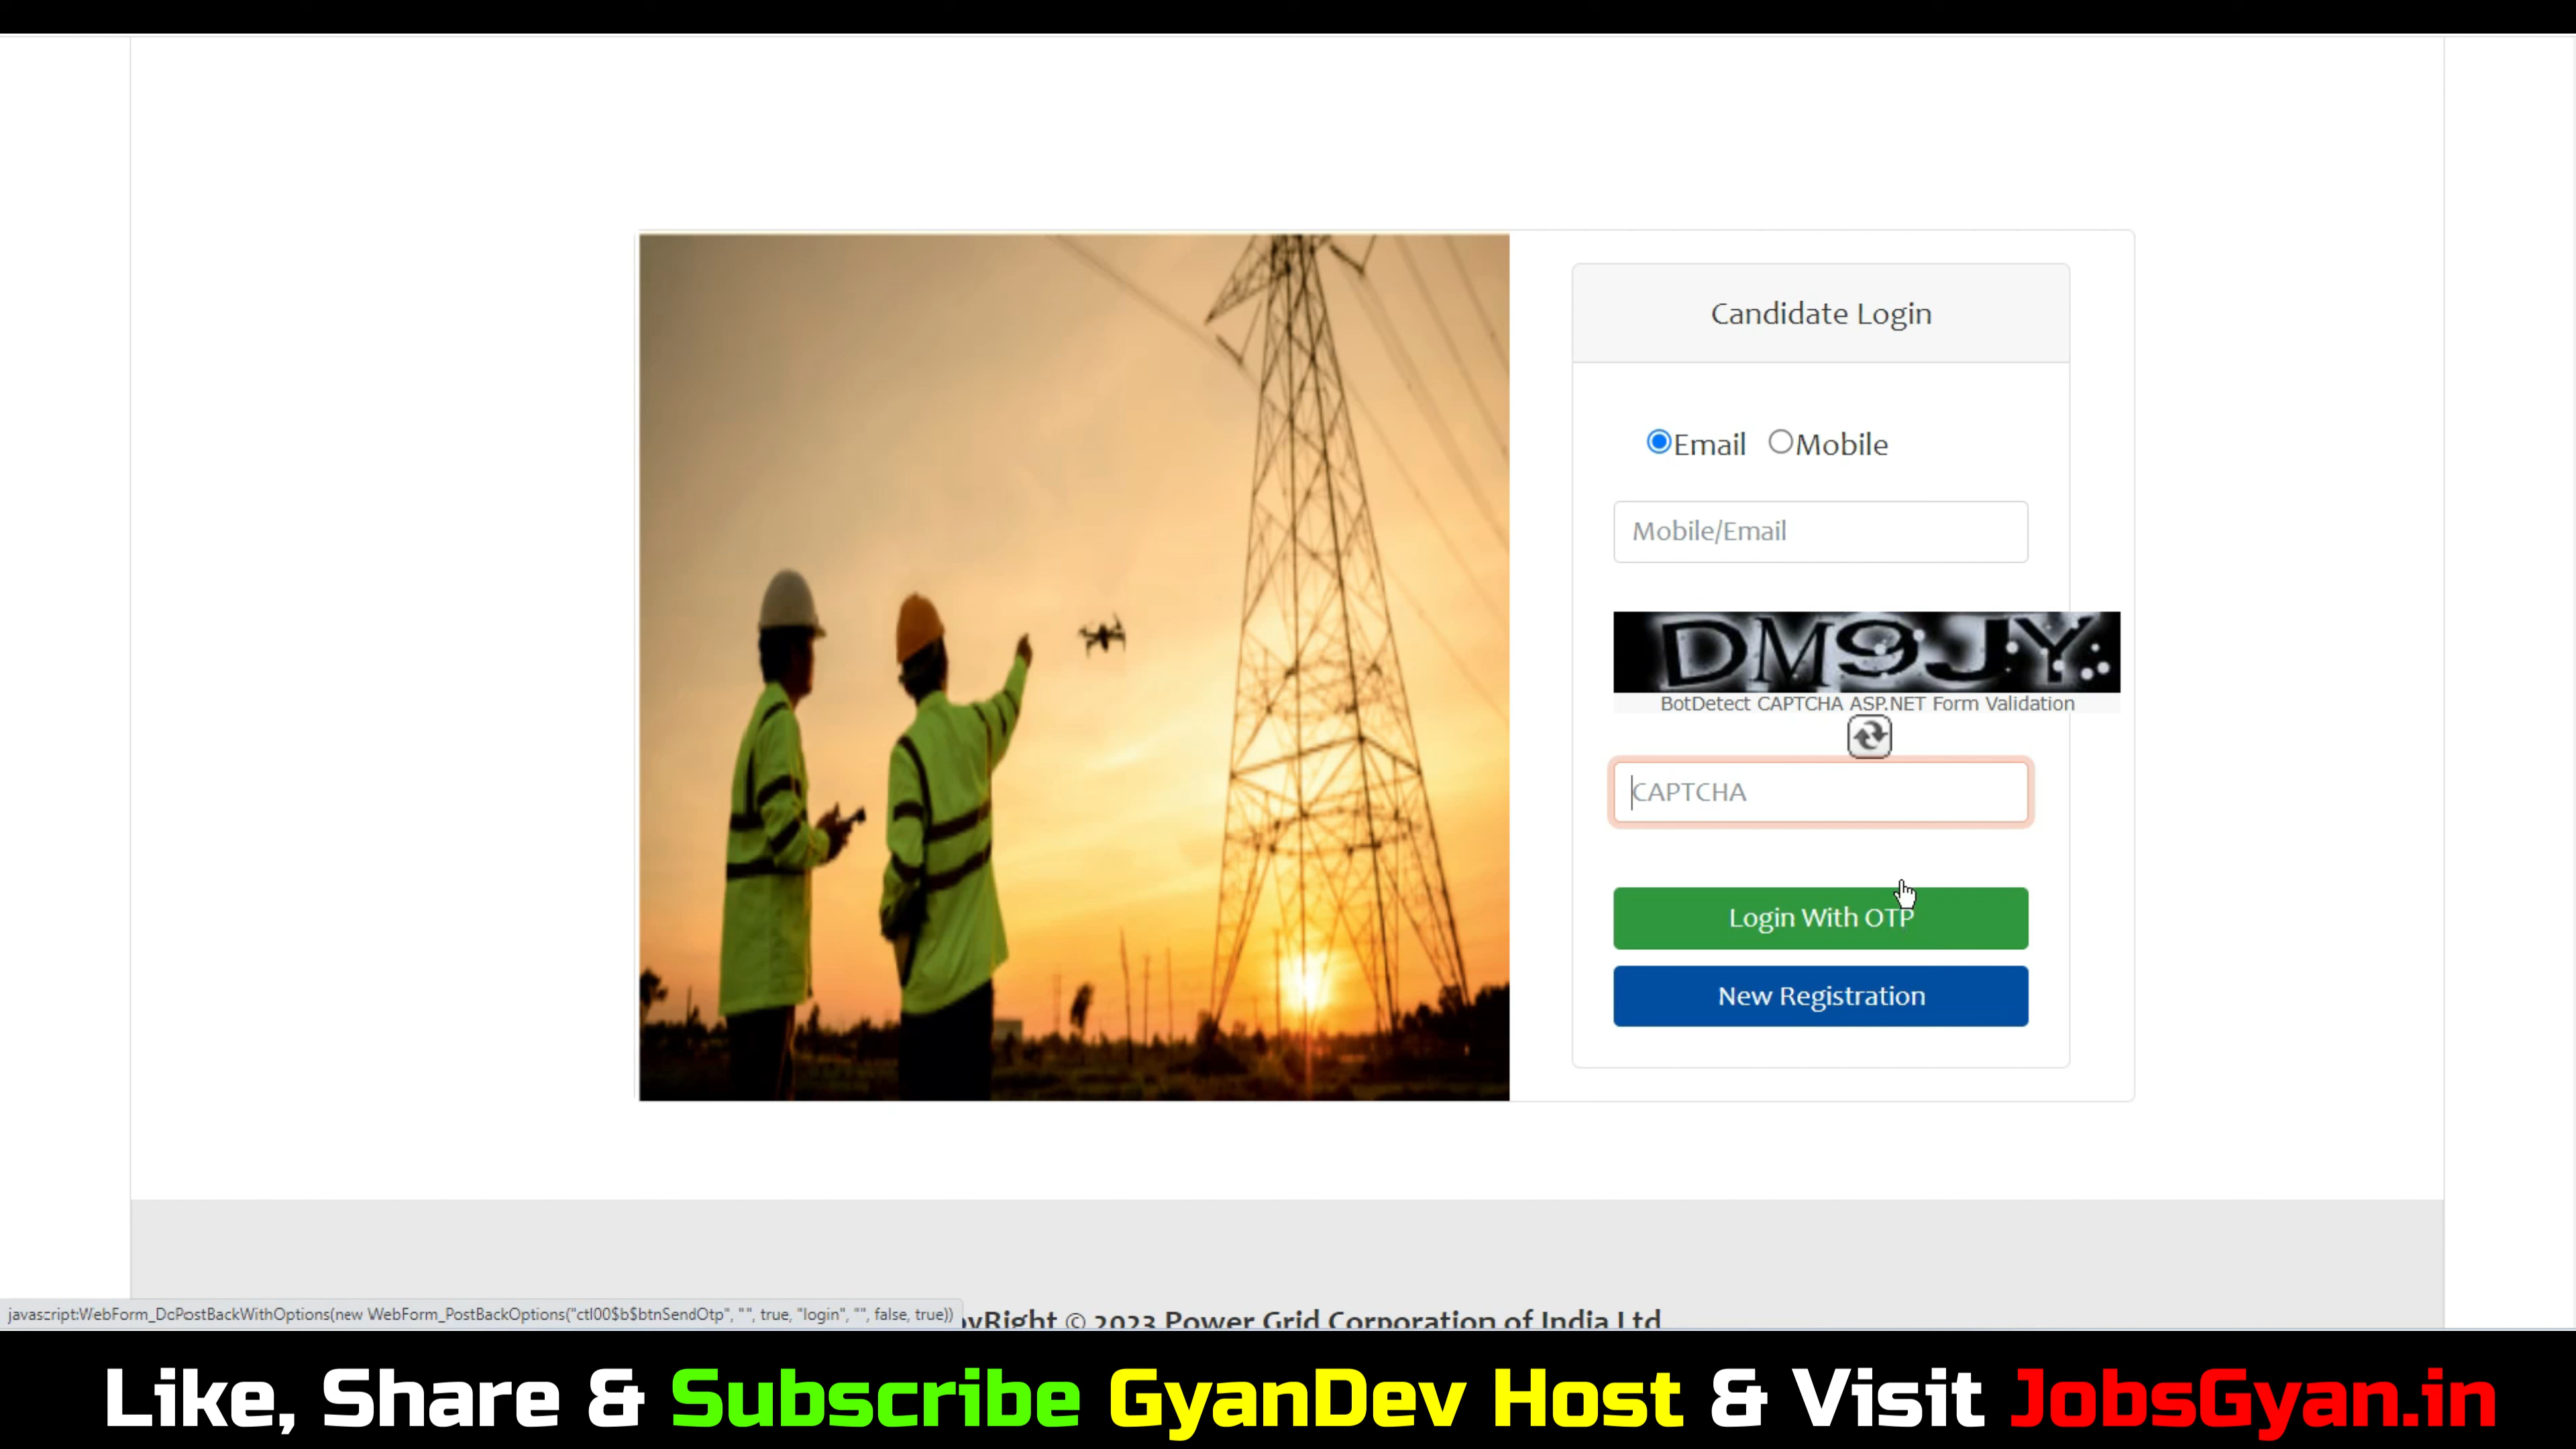 Candidate Login
Email Mobile
Mobile/Email
DM9JY
BotDetect CAPTCHA ASP.NET Form Validation
CAPTCHA
Login With OTP
New Registration
javascript:WebForm_DoPostBackWithOptions(new WebForm_PostBackOptions("ctl00$b$btnSendOtp", "", true, "login", "", false, true))
pyRight © 2023 Power Grid Corporation of India Ltd
Like, Share & Subscribe GyanDev Host & Visit JobsGyan.in